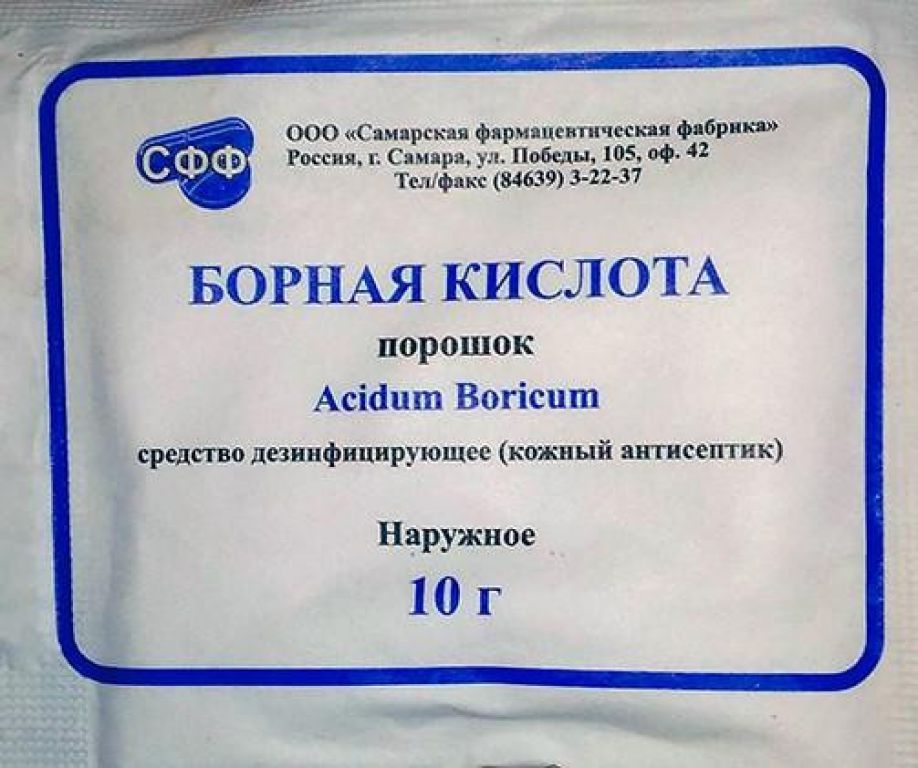 СФФ
ООО «Самарская фармацевтическая фабрика»
Россия, г. Самара, ул. Победы, 105, оф. 42
Тел/факс (84639) 3-22-37
БОРНАЯ КИСЛОТА
порошок
Acidum Boricum
средство дезинфицирующее (кожный антисептик)
Наружное
10 г